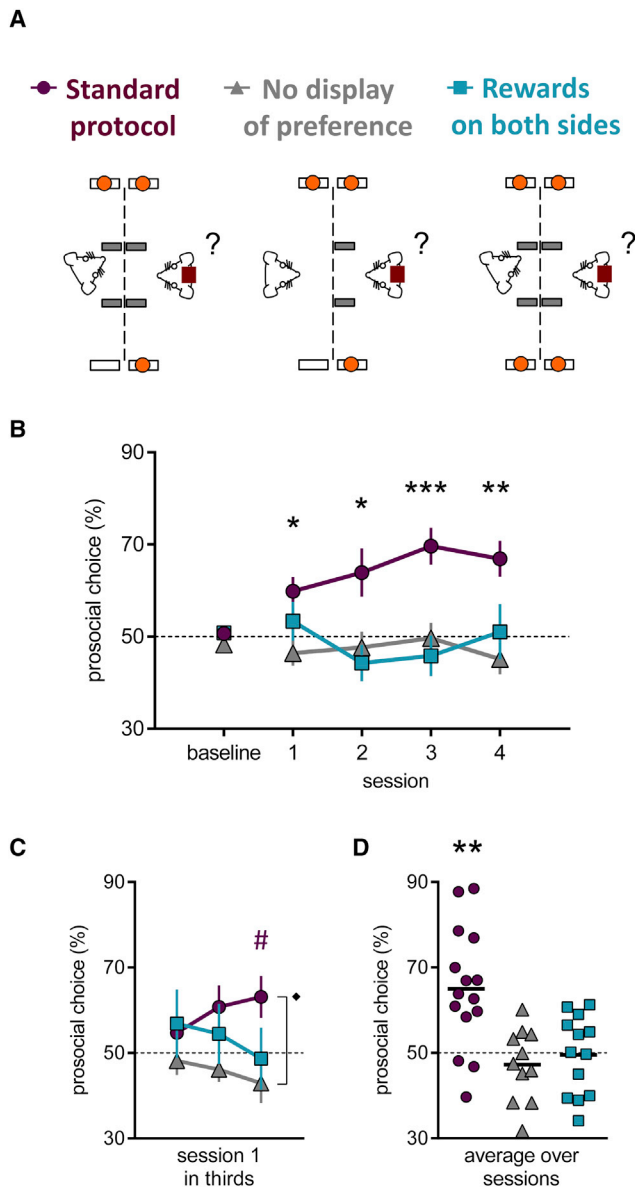 A
Standard
protocol
No display
of preference
Rewards
on both sides
?
?
?
B
90
70
50
30
prosocial choice (%)
*
*
***
**
baseline
1
2
3
4
session
C
90
70
50
30
prosocial choice (%)
#
session 1
in thirds
D
**
90
70
50
30
prosocial choice (%)
average over
sessions